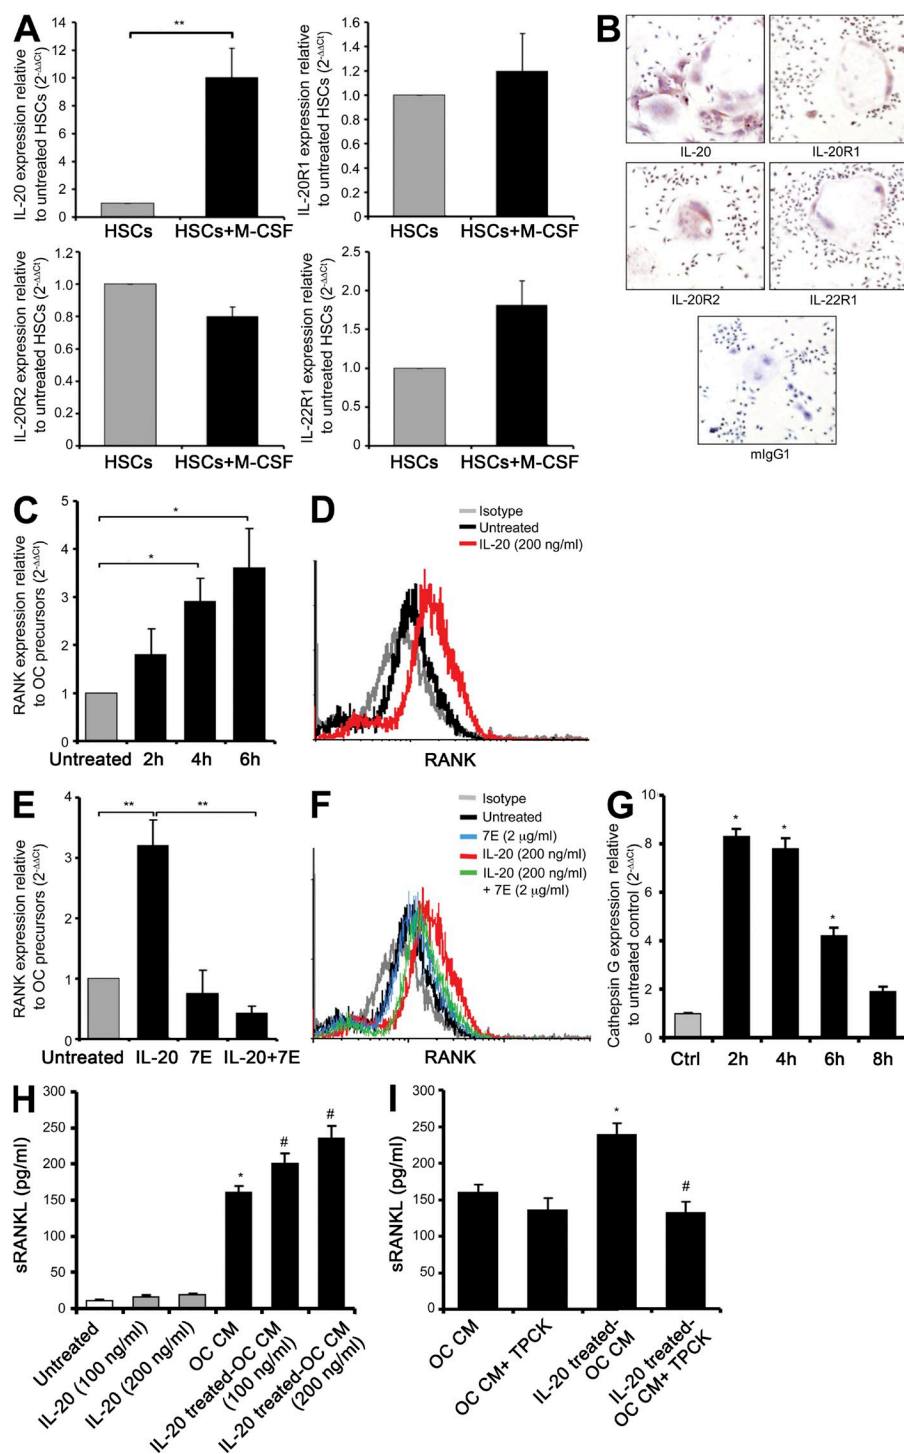 A
IL-20 expression relative
to untreated HSCs (2-ΔΔCt)
14
12
10
8
6
4
2
0
**
HSCs
HSCs+M-CSF
IL-20R1 expression relative
to untreated HSCs (2-ΔΔCt)
1.6
1.4
1.2
1.0
0.8
0.6
0.4
0.2
0
HSCs
HSCs+M-CSF
IL-20R2 expression relative
to untreated HSCs (2-ΔΔCt)
1.2
1.0
0.8
0.6
0.4
0.2
0
HSCs
HSCs+M-CSF
IL-22R1 expression relative
to untreated HSCs (2-ΔΔCt)
2.5
2.0
1.5
1.0
0.5
0
HSCs
HSCs+M-CSF
B
IL-20
IL-20R1
IL-20R2
IL-22R1
mIgG1
C
RANK expression relative
to OC precursors (2-ΔΔCt)
5
4
3
2
1
0
*
*
Untreated
2h
4h
6h
D
Isotype
Untreated
IL-20 (200 ng/ml)
RANK
E
RANK expression relative
to OC precursors (2-ΔΔCt)
4
3
2
1
0
**
**
Untreated
IL-20
7E
IL-20+7E
F
Isotype
Untreated
7E (2 µg/ml)
IL-20 (200 ng/ml)
IL-20 (200 ng/ml)
+ 7E (2 µg/ml)
RANK
G
Cathepsin G expression relative
to untreated control (2-ΔΔCt)
10
8
6
4
2
0
*
*
*
Ctrl
2h
4h
6h
8h
H
sRANKL (pg/ml)
300
250
200
150
100
50
0
*
#
#
Untreated
IL-20 (100 ng/ml)
IL-20 (200 ng/ml)
OC CM
IL-20 treated-OC CM
(100 ng/ml)
IL-20 treated-OC CM
(200 ng/ml)
I
sRANKL (pg/ml)
300
250
200
150
100
50
0
*
#
OC CM
OC CM+ TPCK
IL-20 treated-
OC CM
IL-20 treated-
OC CM+ TPCK